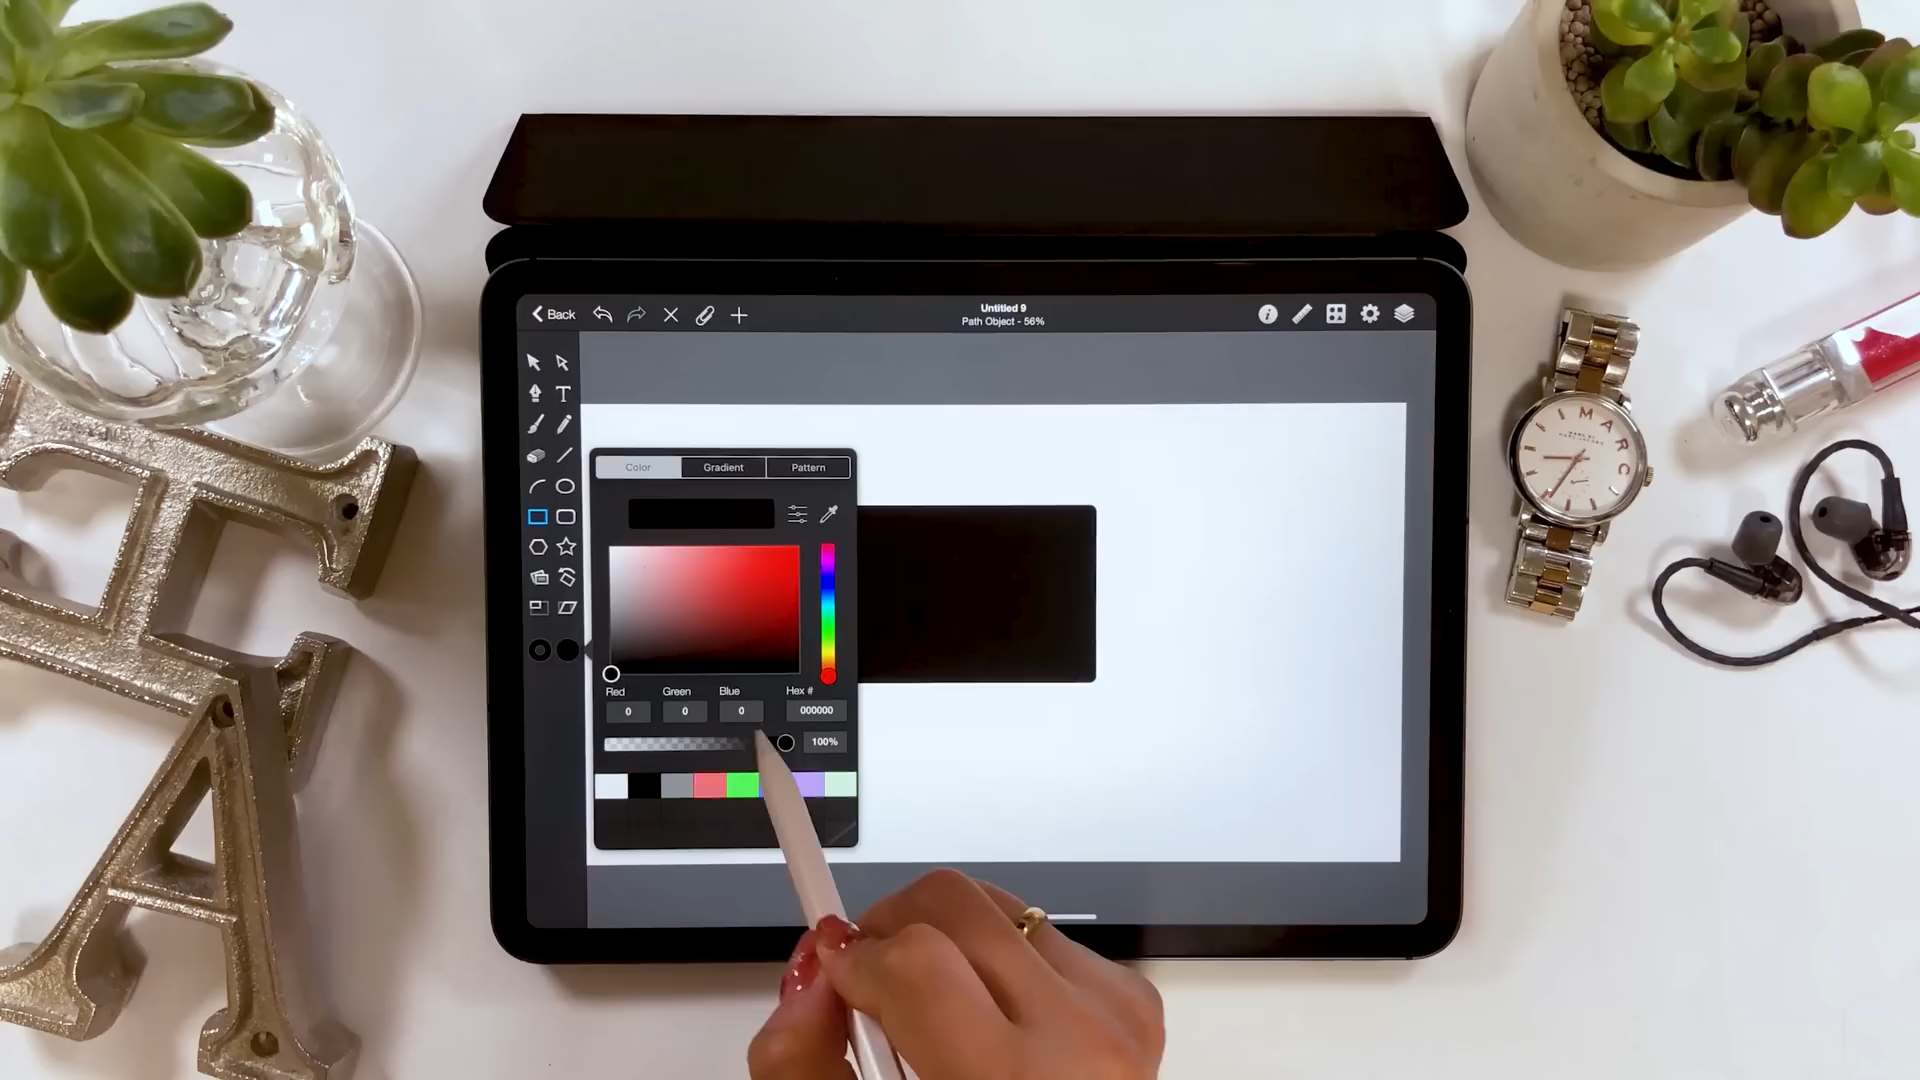 Back
Untitled 9
Path Object - 56%
T
Color
Gradient
Pattern
Red
Green
Blue
Hex #
0
0
0
000000
100%
MARC
H
A